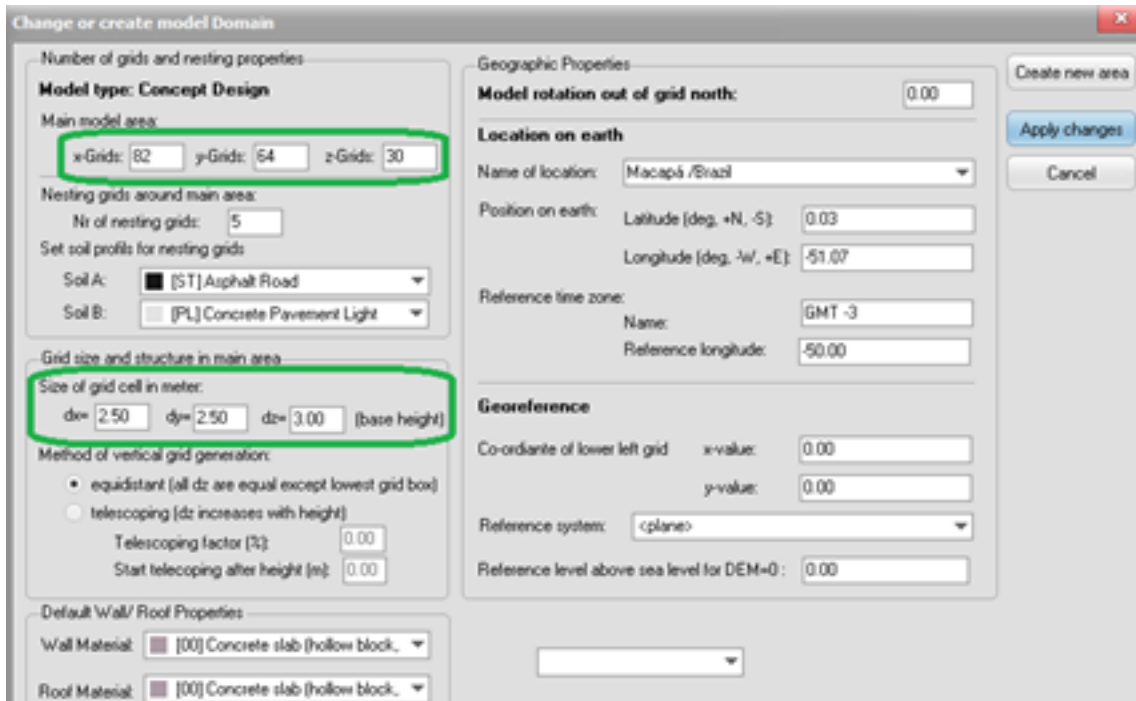 Change or create model Domain
Number of grids and nesting properties
Model type: Concept Design
Main model area:
x-Grids: 82 y-Grids: 64 z-Grids: 30
Nesting grids around main area:
Nr of nesting grids: 5
Set soil profils for nesting grids
Soil A: [ST] Asphalt Road
Soil B: [PL] Concrete Pavement Light
Grid size and structure in main area
Size of grid cell in meter:
dx= 2.50 dy= 2.50 dz= 3.00 (base height)
Method of vertical grid generation:
equidistant (all dz are equal except lowest grid box)
telescoping (dz increases with height)
Telescoping factor (%): 0.00
Start telecoping after height (m): 0.00
Default Wall/ Roof Properties
Wall Material: [00] Concrete slab (hollow block,
Roof Material: [00] Concrete slab (hollow block,
Geographic Properties
Model rotation out of grid north: 0.00
Location on earth
Name of location: Macapá /Brazil
Position on earth: Latitude (deg, +N, -S): 0.03
Longitude (deg, -W, +E): -51.07
Reference time zone:
Name: GMT -3
Reference longitude: -50.00
Georeference
Co-ordiante of lower left grid x-value: 0.00
y-value: 0.00
Reference system: <plane>
Reference level above sea level for DEM=0 : 0.00
Create new area
Apply changes
Cancel